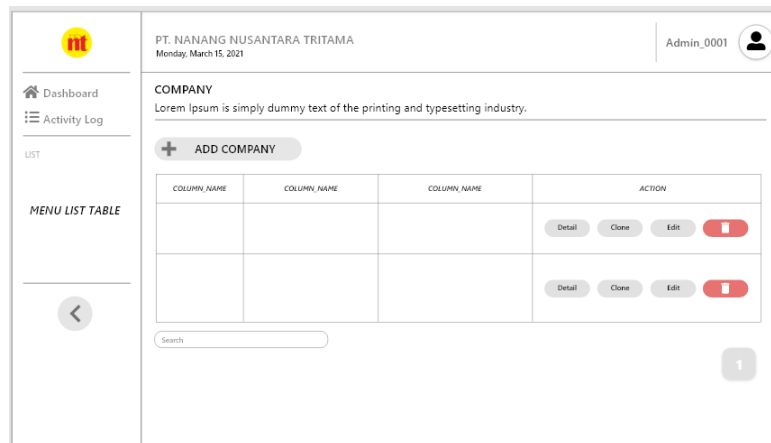 nt
PT. NANANG NUSANTARA TRITAMA
Monday, March 15, 2021
Admin_0001
Dashboard
Activity Log
LIST
MENU LIST TABLE
COMPANY
Lorem Ipsum is simply dummy text of the printing and typesetting industry.
ADD COMPANY
COLUMN_NAME COLUMN_NAME COLUMN_NAME ACTION
Detail Clone Edit
Detail Clone Edit
Search
1